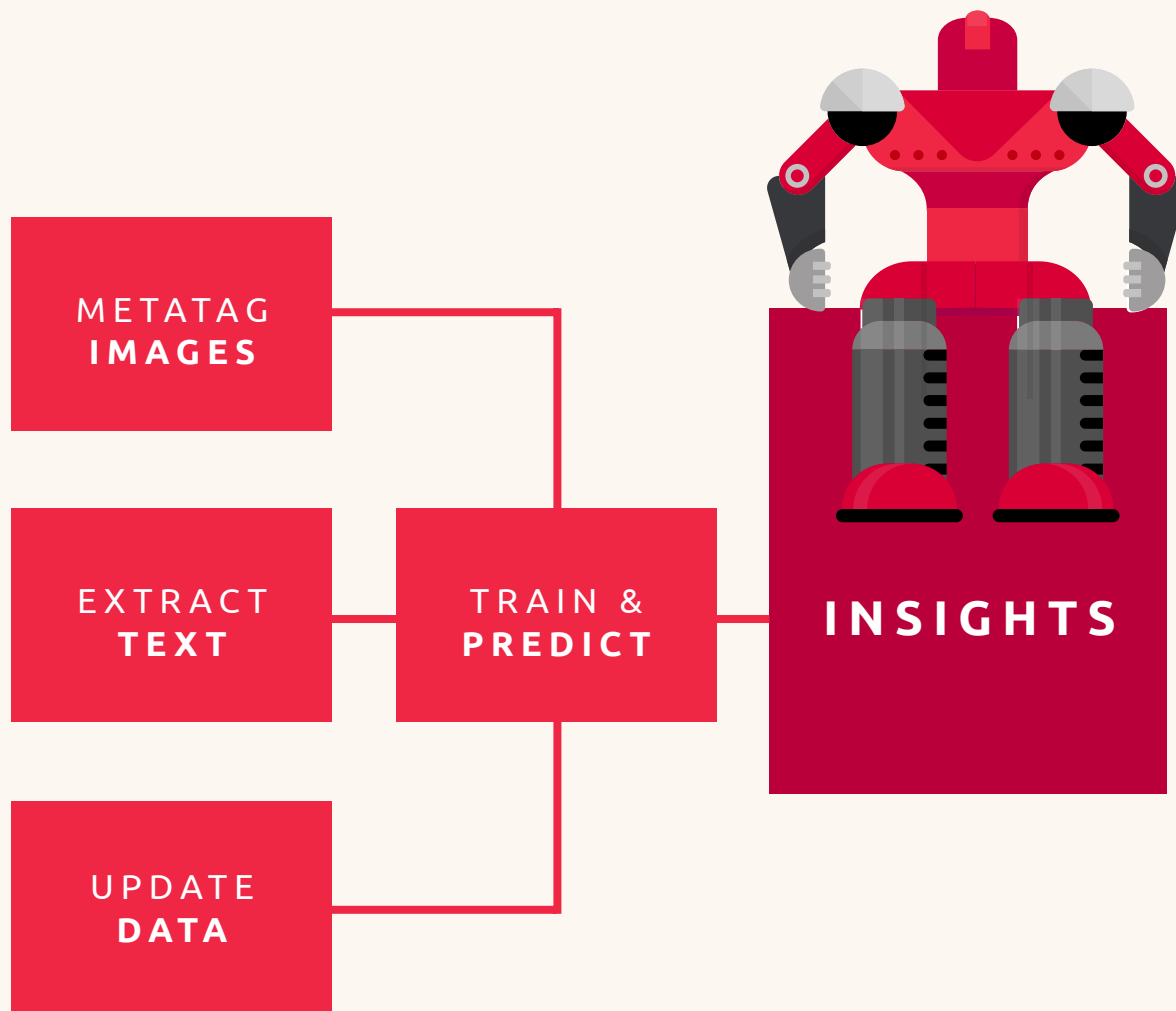 METATAG
IMAGES
EXTRACT
TEXT
TRAIN &
PREDICT
INSIGHTS
UPDATE
DATA